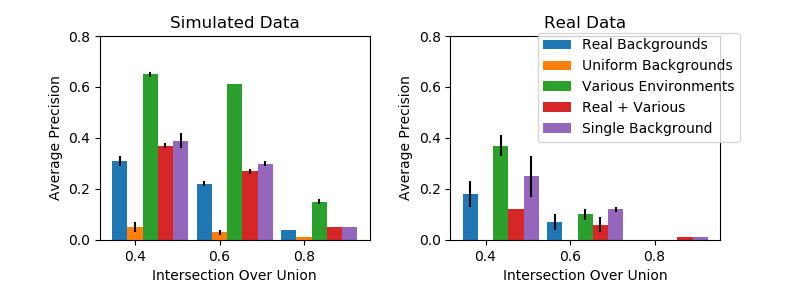 Simulated Data
Average Precision
0.8
0.6
0.4
0.2
0.0
0.4
0.6
0.8
Intersection Over Union
Real Data
Average Precision
0.8
0.6
0.4
0.2
0.0
0.4
0.6
0.8
Intersection Over Union
Real Backgrounds
Uniform Backgrounds
Various Environments
Real + Various
Single Background